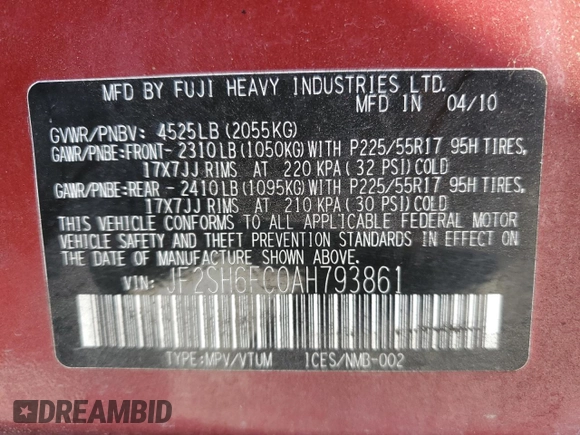 MFD BY FUJI HEAVY INDUSTRIES LTD.
MFD IN 04/10
GVWR/PNBV: 4525LB (2055KG)
GAWR/PNBE:FRONT- 2310LB (1050KG) WITH P225/55R17 95H TIRES,
17X7JJ RIMS AT 220 KPA (32 PSI) COLD
GAWR/PNBE:REAR - 2410LB (1095KG) WITH P225/55R17 95H TIRES,
17X7JJ RIMS AT 210 KPA (30 PSI) COLD
THIS VEHICLE CONFORMS TO ALL APPLICABLE FEDERAL MOTOR
VEHICLE SAFETY AND THEFT PREVENTION STANDARDS IN EFFECT ON
THE DATE OF MANUFACTURE SHOWN ABOVE.
VIN: JF2SH6FC0AH793861
TYPE:MPV/VTUM ICES/NMB-002
DREAMBID